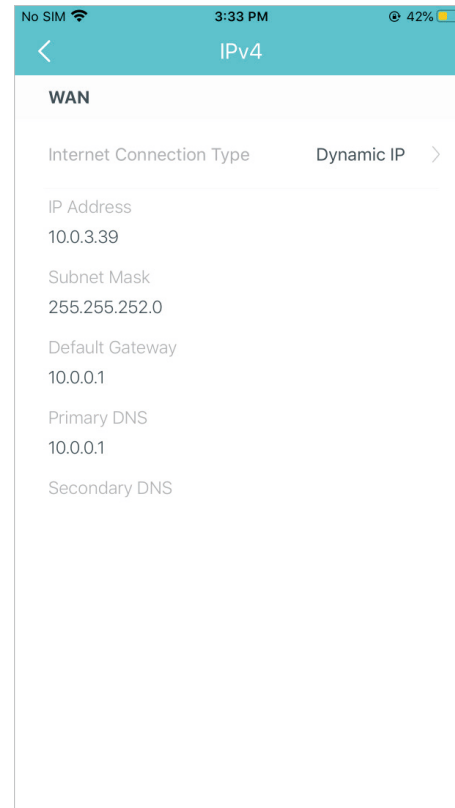 No SIM 3:33 PM 42%
IPv4
WAN
Internet Connection Type Dynamic IP
IP Address
10.0.3.39
Subnet Mask
255.255.252.0
Default Gateway
10.0.0.1
Primary DNS
10.0.0.1
Secondary DNS